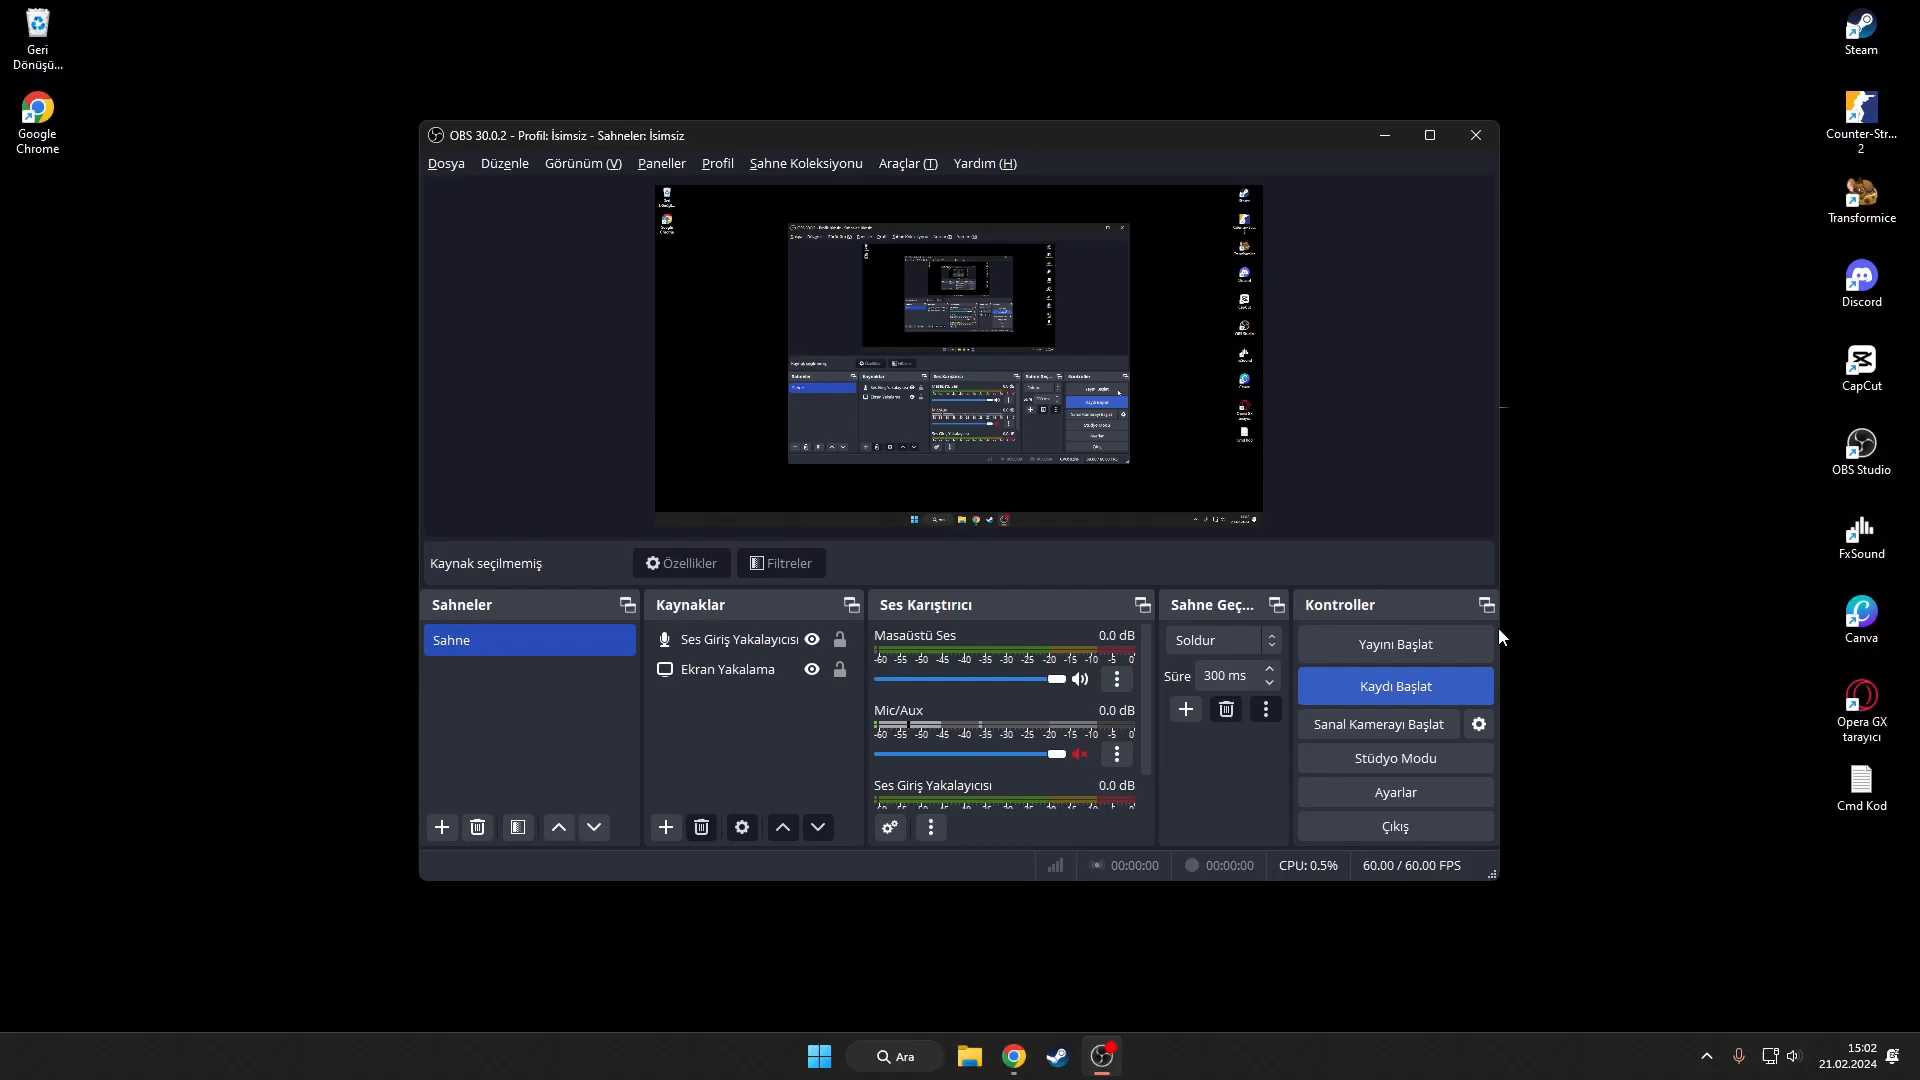 Geri
Dönüşü...
Google
Chrome
Steam
Counter-Str...
2
Transformice
Discord
CapCut
OBS Studio
FxSound
Canva
Opera GX
tarayıcı
Cmd Kod
OBS 30.0.2 - Profil: İsimsiz - Sahneler: İsimsiz
Dosya Düzenle Görünüm (V) Paneller Profil Sahne Koleksiyonu Araçlar (T) Yardım (H)
Kaynak seçilmemiş Özellikler Filtreler
Sahneler
Sahne
Kaynaklar
Ses Giriş Yakalayıcısı
Ekran Yakalama
Ses Karıştırıcı
Masaüstü Ses 0.0 dB
-60 -55 -50 -45 -40 -35 -30 -25 -20 -15 -10 -5 0
Mic/Aux 0.0 dB
-60 -55 -50 -45 -40 -35 -30 -25 -20 -15 -10 -5 0
Ses Giriş Yakalayıcısı 0.0 dB
Sahne Geç...
Soldur
Süre 300 ms
Kontroller
Yayını Başlat
Kaydı Başlat
Sanal Kamerayı Başlat
Stüdyo Modu
Ayarlar
Çıkış
00:00:00 00:00:00 CPU: 0.5% 60.00 / 60.00 FPS
Ara
15:02
21.02.2024